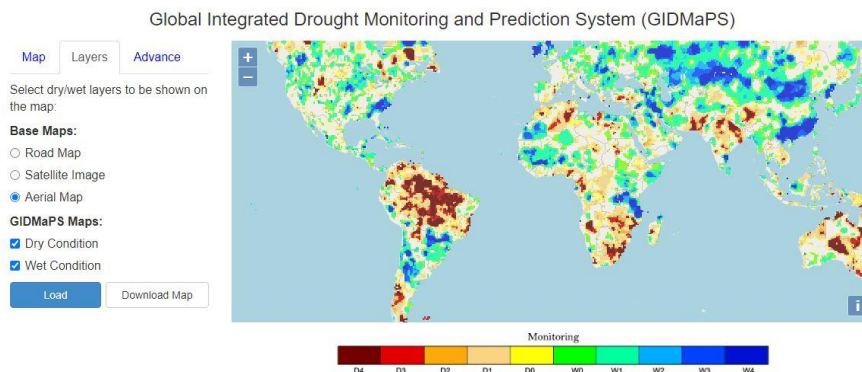 Global Integrated Drought Monitoring and Prediction System (GIDMaPS)
Map Layers Advance
Select dry/wet layers to be shown on
the map:
Base Maps:
Road Map
Satellite Image
Aerial Map
GIDMaPS Maps:
Dry Condition
Wet Condition
Load Download Map
+
−
i
Monitoring
D4 D3 D2 D1 D0 W0 W1 W2 W3 W4